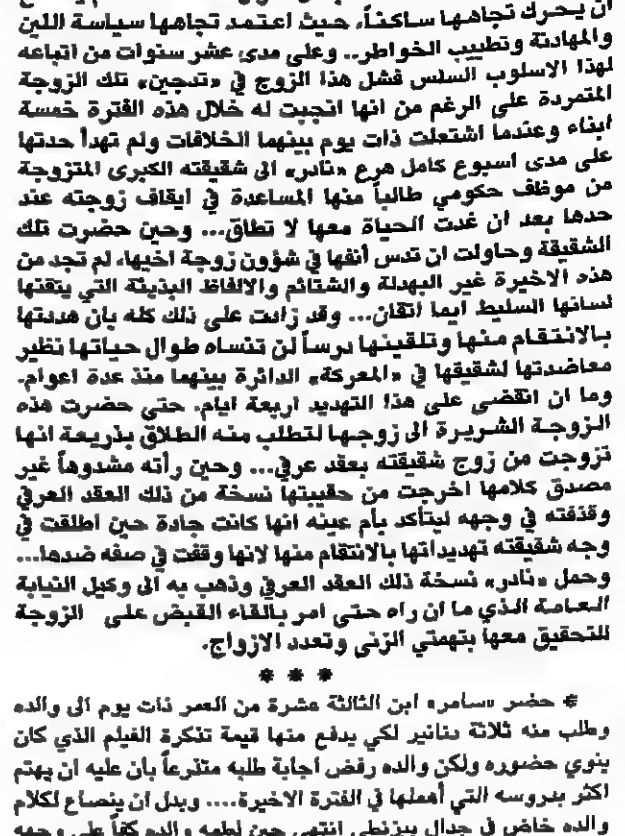 ان يحرك تجاهها ساكناً، حيث اعتمد تجاهها سياسة اللين
والمهادنة وتطييب الخواطر.. وعلى مدى عشر سنوات من اتباعه
لهذا الاسلوب السلس فشل هذا الزوج في «تدجين» تلك الزوجة
المتمردة على الرغم من انها انجبت له خلال هذه الفترة خمسة
ابناء وعندما اشتعلت ذات يوم بينهما الخلافات ولم تهدأ حدتها
على مدى اسبوع كامل هرع «نادر» الى شقيقته الكبرى المتزوجة
من موظف حكومي طالباً منها المساعدة في ايقاف زوجته عند
حدها بعد ان غدت الحياة معها لا تطاق... وحين حضرت تلك
الشقيقة وحاولت ان تدس أنفها في شؤون زوجة اخيها، لم تجد من
هذه الاخيرة غير البهدلة والشتائم والالفاظ البذيئة التي يتقنها
لسانها السليط ايما اتقان... وقد زادت على ذلك كله بان هددتها
بالانتقام منها وتلقينها درساً لن تنساه طوال حياتها نظير
معاضدتها لشقيقها في «المعركة» الدائرة بينهما منذ عدة اعوام.
وما ان انقضى على هذا التهديد اربعة ايام، حتى حضرت هذه
الزوجة الشريرة الى زوجها لتطلب منه الطلاق بذريعة انها
تزوجت من زوج شقيقته بعقد عرفي... وحين رأته مشدوهاً غير
مصدق كلامها اخرجت من حقيبتها نسخة من ذلك العقد العرفي
وقذفته في وجهه ليتأكد بأم عينه انها كانت جادة حين اطلقت في
وجه شقيقته تهديداتها بالانتقام منها لانها وقفت في صفه ضدها...
وحمل «نادر» نسخة ذلك العقد العرفي وذهب به الى وكيل النيابة
العامة الذي ما ان راه حتى امر بالقاء القبض على الزوجة
للتحقيق معها بتهمتي الزنى وتعدد الازواج.
* * *
* حضر «سامر» ابن الثالثة عشرة من العمر ذات يوم الى والده
وطلب منه ثلاثة دنانير لكي يدفع منها قيمة تذكرة الفيلم الذي كان
ينوي حضوره ولكن والده رفض اجابة طلبه متذرعاً بأن عليه ان يهتم
اكثر بدروسه التي أهملها في الفترة الاخيرة.... وبدل ان ينصاع لكلام
والده خاض في جدال بيزنطي انتهى حين لطمه والده كفاً على وجهه